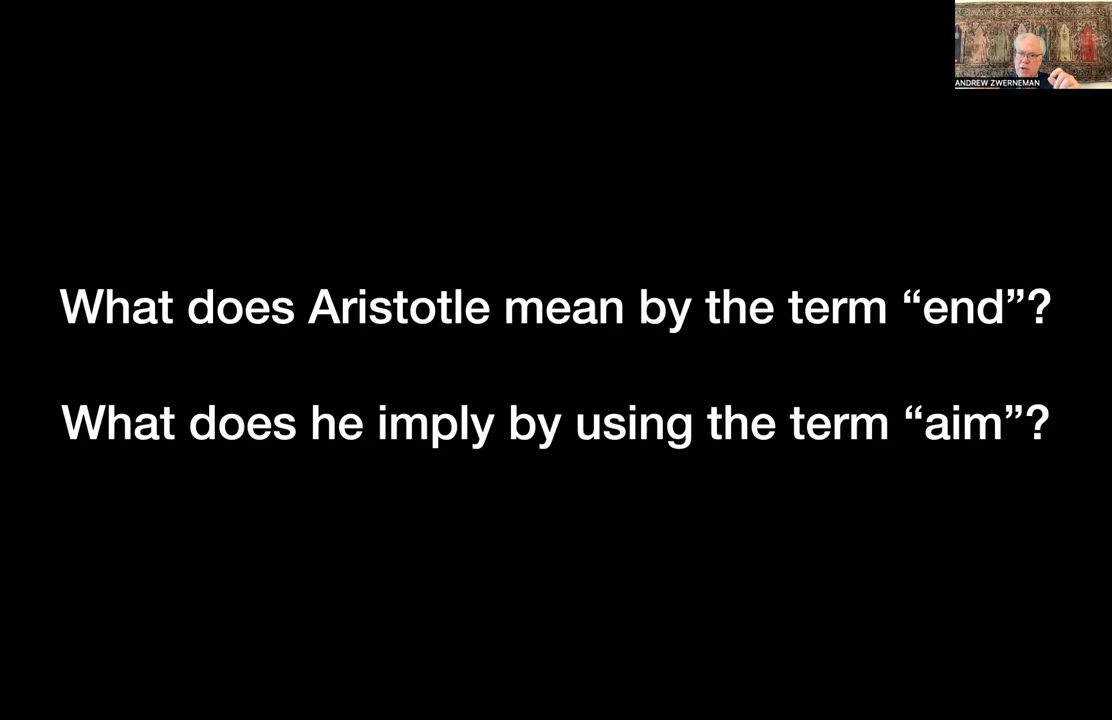 ANDREW ZWERNEMAN
What does Aristotle mean by the term “end”?
What does he imply by using the term “aim”?